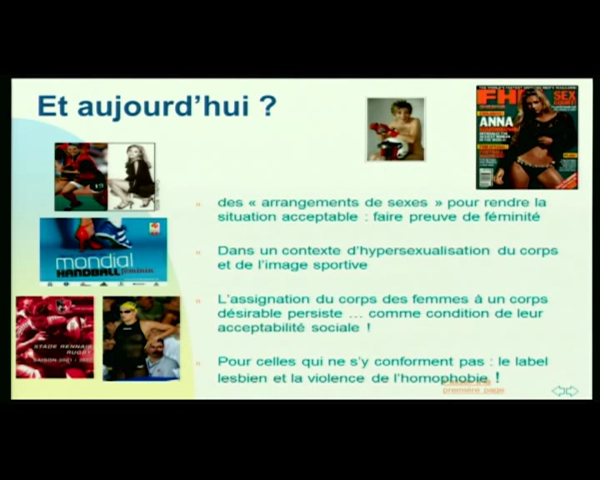 Et aujourd'hui ?
FHM
SEX
ANNA
19
des « arrangements de sexes » pour rendre la
situation acceptable : faire preuve de féminité
mondial
HANDBALL féminin
Dans un contexte d'hypersexualisation du corps
et de l'image sportive
L'assignation du corps des femmes à un corps
désirable persiste … comme condition de leur
acceptabilité sociale !
STADE RENNAIS
RUGBY
Pour celles qui ne s'y conforment pas : le label
lesbien et la violence de l'homophobie !
première page